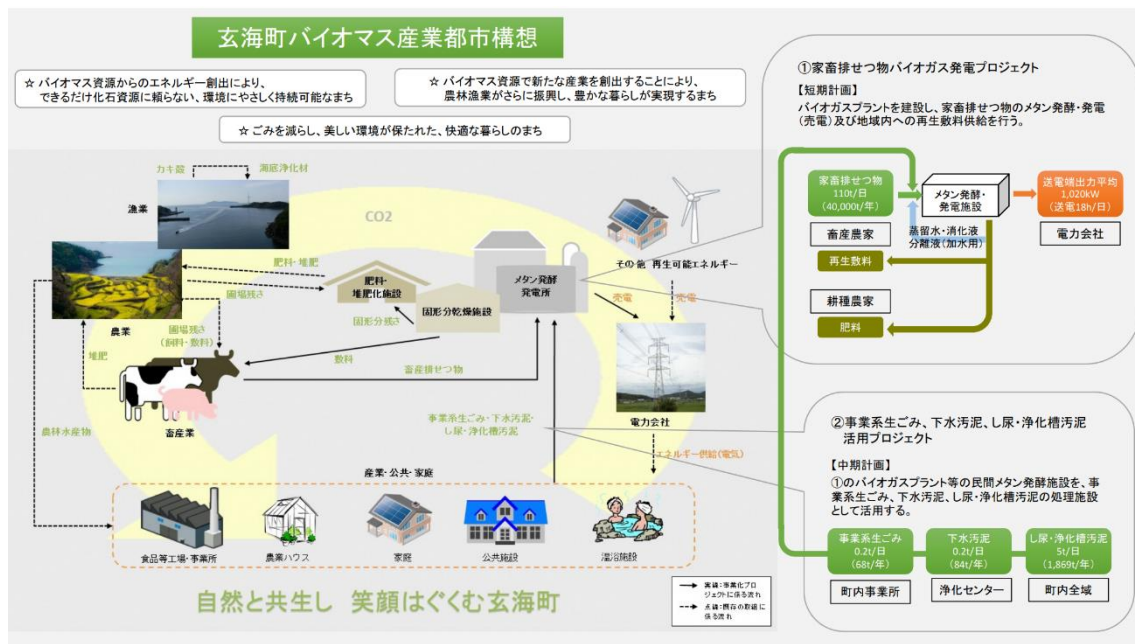 玄海町バイオマス産業都市構想
☆ バイオマス資源からのエネルギー創出により、
できるだけ化石資源に頼らない、環境にやさしく持続可能なまち
☆ バイオマス資源で新たな産業を創出することにより、
農林漁業がさらに振興し、豊かな暮らしが実現するまち
☆ ごみを減らし、美しい環境が保たれた、快適な暮らしのまち
カキ殻
海底浄化材
漁業
CO2
肥料・堆肥
圃場残さ
農業
圃場残さ
(飼料・敷料)
堆肥
畜産業
農林水産物
肥料・
堆肥化施設
固形分乾燥施設
固形分残さ
メタン発酵
発電所
敷料
畜産排せつ物
その他 再生可能エネルギー
売電
売電
電力会社
事業系生ごみ・下水汚泥・
し尿・浄化槽汚泥
エネルギー供給(電気)
産業・公共・家庭
食品等工場・事業所
農業ハウス
家庭
公共施設
温浴施設
自然と共生し 笑顔はぐくむ玄海町
実線:事業化プロ
ジェクトに係る流れ
点線:既存の取組に
係る流れ
①家畜排せつ物バイオガス発電プロジェクト
【短期計画】
バイオガスプラントを建設し、家畜排せつ物のメタン発酵・発電
(売電)及び地域内への再生敷料供給を行う。
家畜排せつ物
110t/日
(40,000t/年)
メタン発酵・
発電施設
送電端出力平均
1,020kW
(送電18h/日)
畜産農家
蒸留水・消化液
分離液(加水用)
電力会社
再生敷料
耕種農家
肥料
②事業系生ごみ、下水汚泥、し尿・浄化槽汚泥
活用プロジェクト
【中期計画】
①のバイオガスプラント等の民間メタン発酵施設を、事
業系生ごみ、下水汚泥、し尿・浄化槽汚泥の処理施設
として活用する。
事業系生ごみ
0.2t/日
(68t/年)
下水汚泥
0.2t/日
(84t/年)
し尿・浄化槽汚泥
5t/日
(1,869t/年)
町内事業所
浄化センター
町内全域